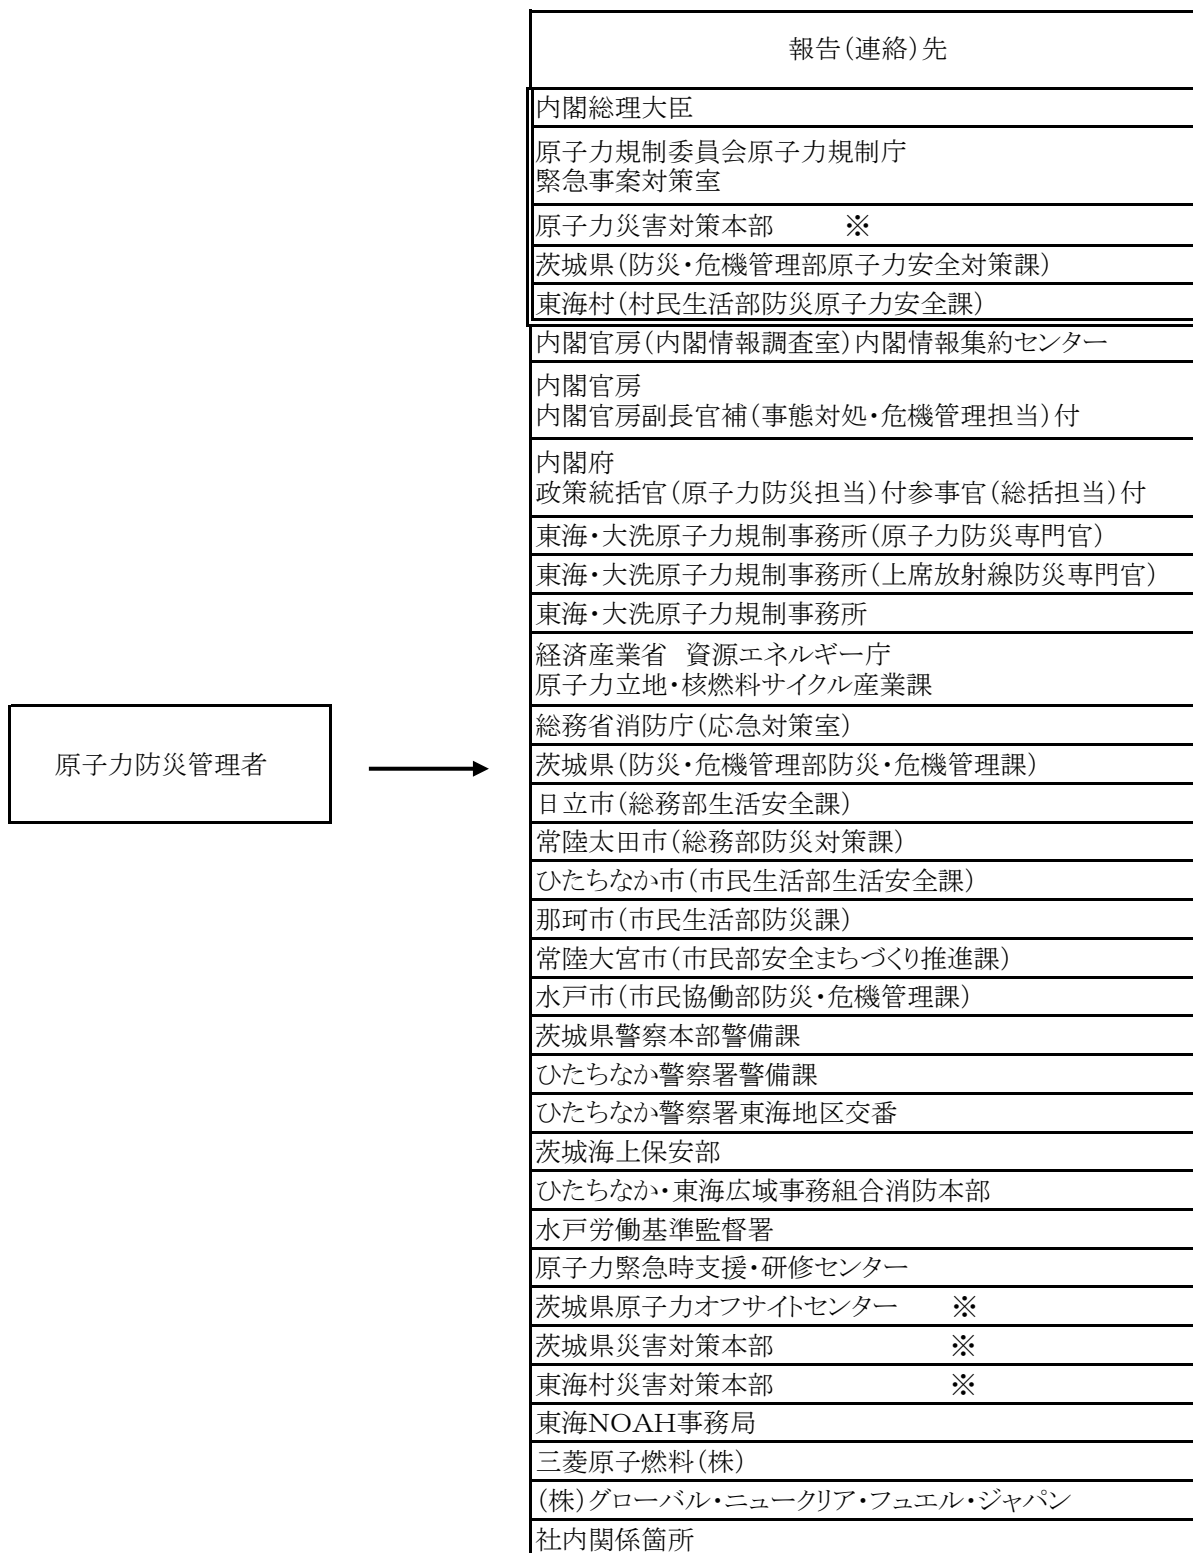 報告(連絡)先
内閣総理大臣
原子力規制委員会原子力規制庁
緊急事案対策室
原子力災害対策本部 ※
茨城県(防災・危機管理部原子力安全対策課)
東海村(村民生活部防災原子力安全課)
内閣官房(内閣情報調査室)内閣情報集約センター
内閣官房
内閣官房副長官補(事態対処・危機管理担当)付
内閣府
政策統括官(原子力防災担当)付参事官(総括担当)付
東海・大洗原子力規制事務所(原子力防災専門官)
東海・大洗原子力規制事務所(上席放射線防災専門官)
東海・大洗原子力規制事務所
経済産業省 資源エネルギー庁
原子力立地・核燃料サイクル産業課
総務省消防庁(応急対策室)
原子力防災管理者
茨城県(防災・危機管理部防災・危機管理課)
日立市(総務部生活安全課)
常陸太田市(総務部防災対策課)
ひたちなか市(市民生活部生活安全課)
那珂市(市民生活部防災課)
常陸大宮市(市民部安全まちづくり推進課)
水戸市(市民協働部防災・危機管理課)
茨城県警察本部警備課
ひたちなか警察署警備課
ひたちなか警察署東海地区交番
茨城海上保安部
ひたちなか・東海広域事務組合消防本部
水戸労働基準監督署
原子力緊急時支援・研修センター
茨城県原子力オフサイトセンター ※
茨城県災害対策本部 ※
東海村災害対策本部 ※
東海NOAH事務局
三菱原子燃料(株)
(株)グローバル・ニュークリア・フュエル・ジャパン
社内関係箇所